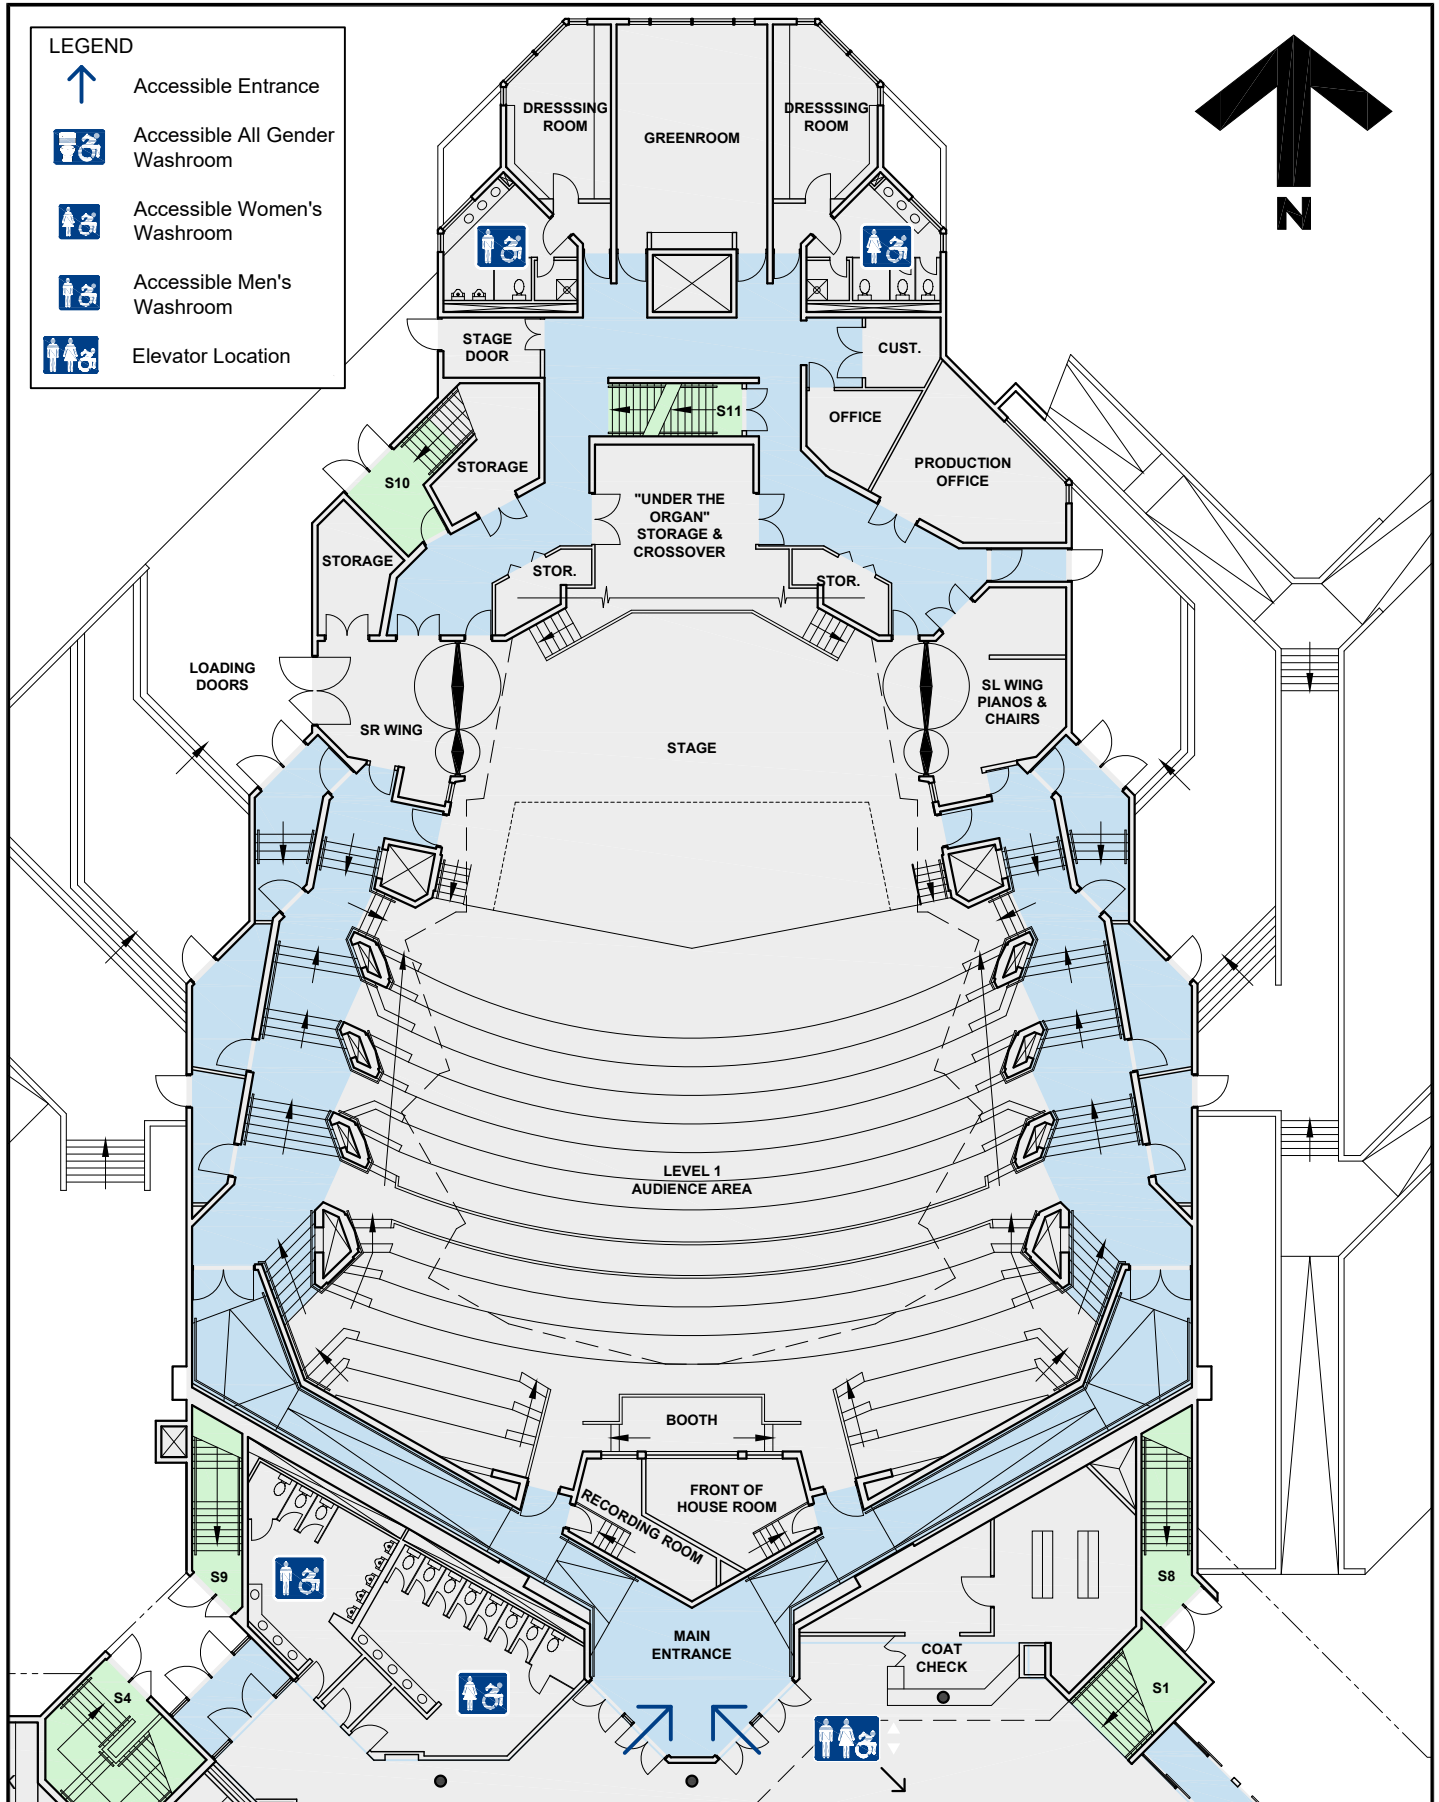 LEGEND
Accessible Entrance
Accessible All Gender
Washroom
Accessible Women's
Washroom
Accessible Men's
Washroom
Elevator Location
N
DRESSSING
ROOM
GREENROOM
DRESSSING
ROOM
STAGE
DOOR
CUST.
S11
OFFICE
STORAGE
PRODUCTION
OFFICE
S10
"UNDER THE
ORGAN"
STORAGE &
CROSSOVER
STORAGE
STOR.
STOR.
LOADING
DOORS
SR WING
STAGE
SL WING
PIANOS &
CHAIRS
LEVEL 1
AUDIENCE AREA
BOOTH
RECORDING ROOM
FRONT OF
HOUSE ROOM
S9
S8
MAIN
ENTRANCE
COAT
CHECK
S4
S1